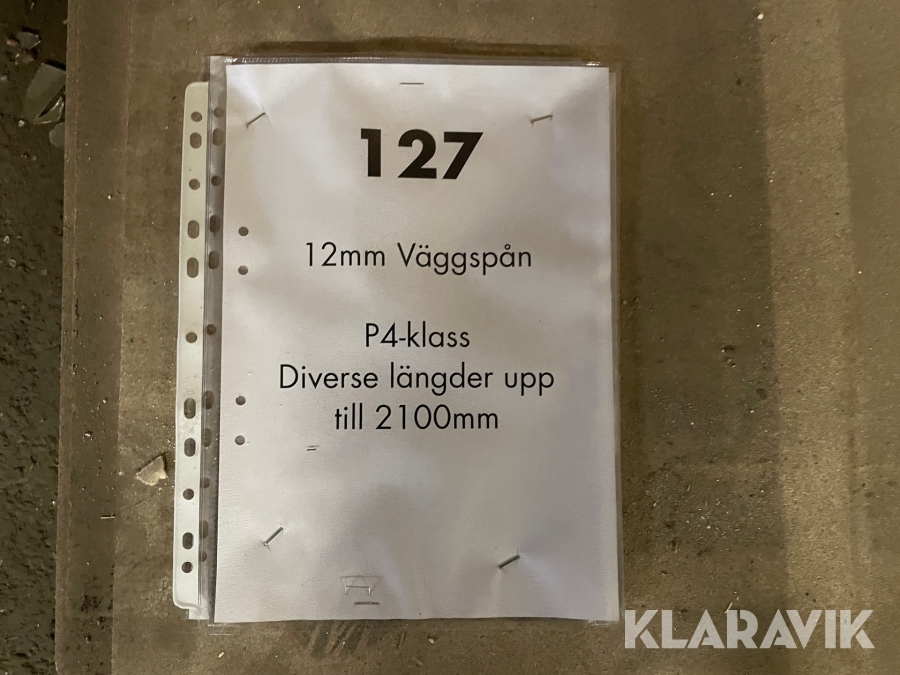 127
12mm Väggspån
P4-klass
Diverse längder upp
till 2100mm
KLARAVIK